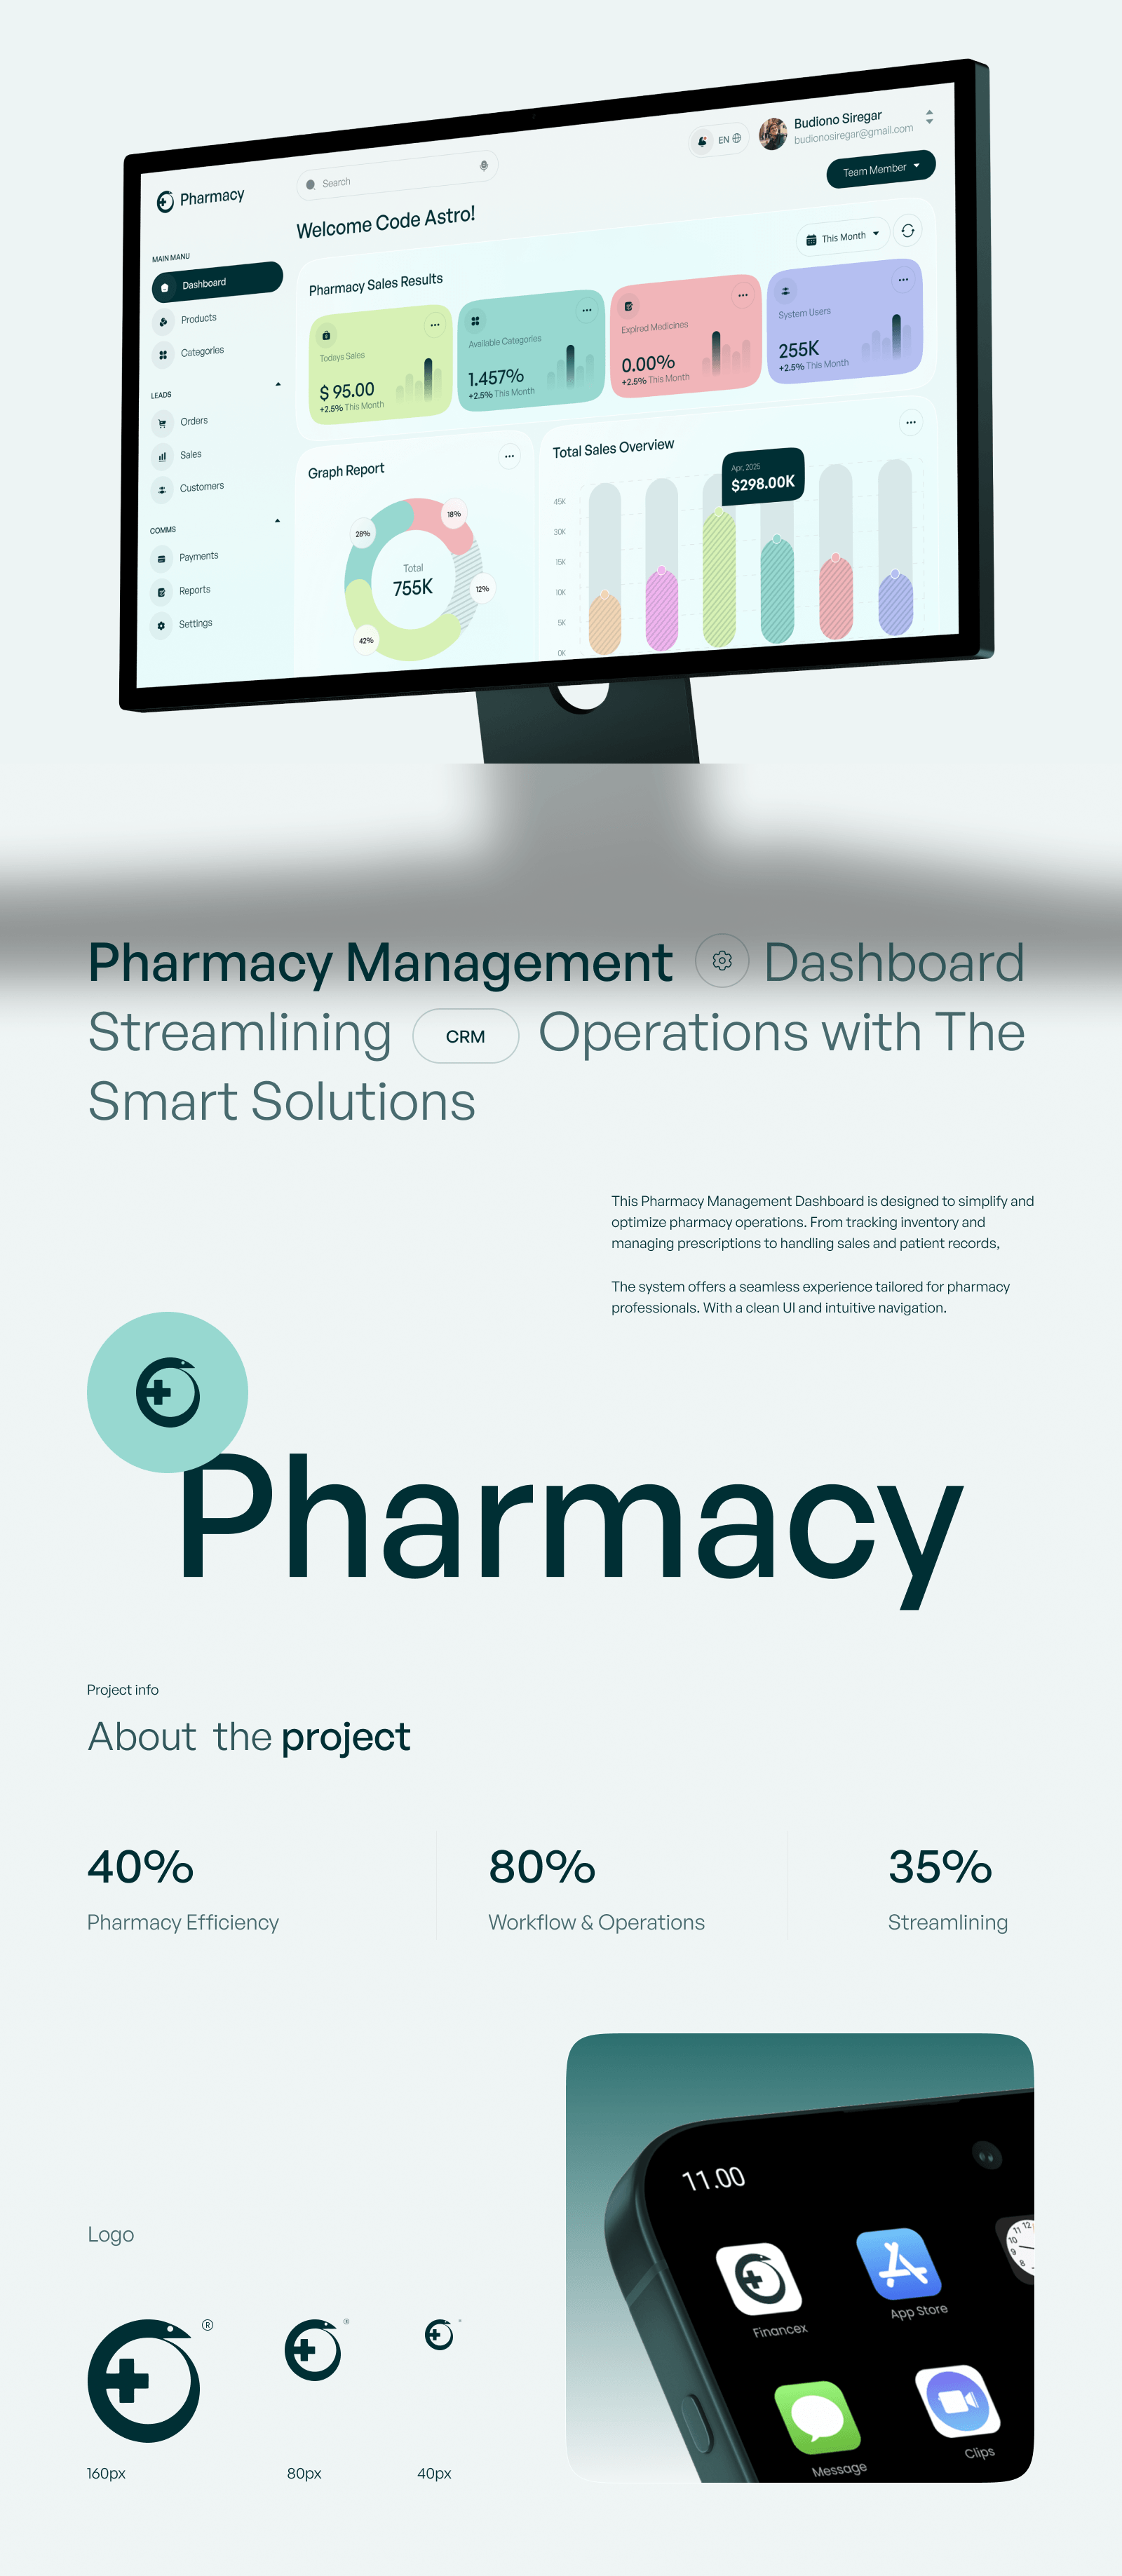 Pharmacy
Search
EN
Budiono Siregar
budionosiregar@gmail.com
Team Member
Welcome Code Astro!
MAIN MANU
Dashboard
Products
Categories
LEADS
Orders
Sales
Customers
COMMS
Payments
Reports
Settings
Pharmacy Sales Results
This Month
Todays Sales
$ 95.00
+2.5% This Month
Available Categories
1.457%
+2.5% This Month
Expired Medicines
0.00%
+2.5% This Month
System Users
255K
+2.5% This Month
Graph Report
28%
18%
12%
42%
Total
755K
Total Sales Overview
Apr, 2025
$298.00K
45K
30K
15K
10K
5K
0K
Pharmacy Management Dashboard
Streamlining CRM Operations with The
Smart Solutions
This Pharmacy Management Dashboard is designed to simplify and
optimize pharmacy operations. From tracking inventory and
managing prescriptions to handling sales and patient records,
The system offers a seamless experience tailored for pharmacy
professionals. With a clean UI and intuitive navigation.
Pharmacy
Project info
About the project
40%
Pharmacy Efficiency
80%
Workflow & Operations
35%
Streamlining
Logo
®
®
160px
80px
40px
11.00
12
11
10
9
8
Financex
App Store
Message
Clips